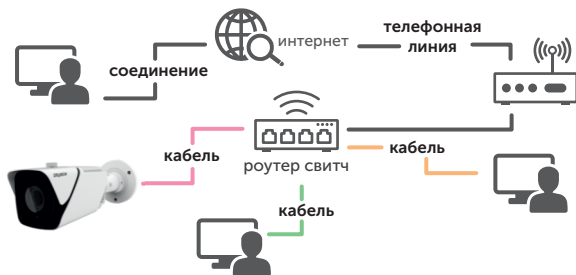 телефонная
линия
интернет
соединение
кабель
кабель
роутер свитч
кабель